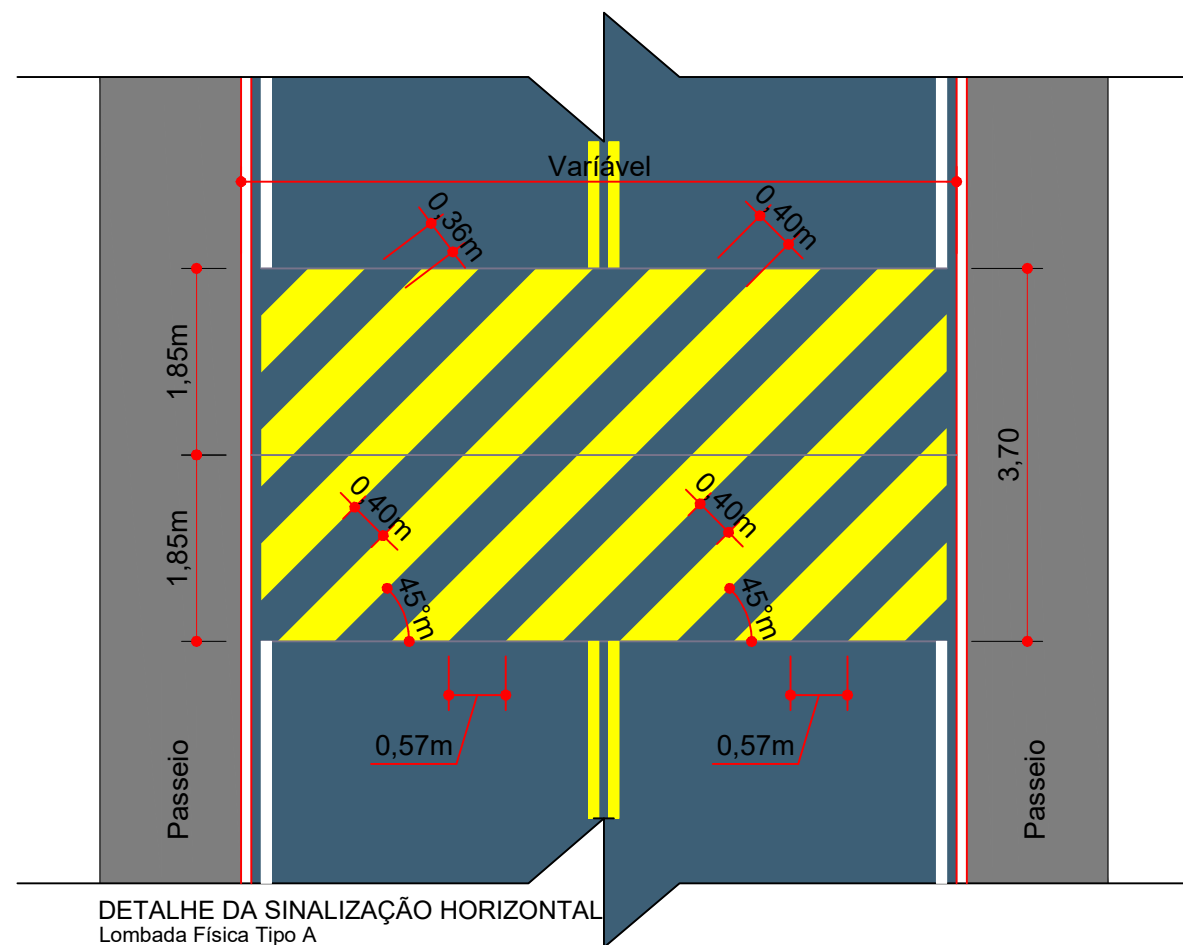 Varíável
0,36m
0,40m
1,85m
1,85m
3,70
0,40m
0,40m
45°m
45°m
0,57m
0,57m
Passeio
Passeio
DETALHE DA SINALIZAÇÃO HORIZONTAL
Lombada Física Tipo A